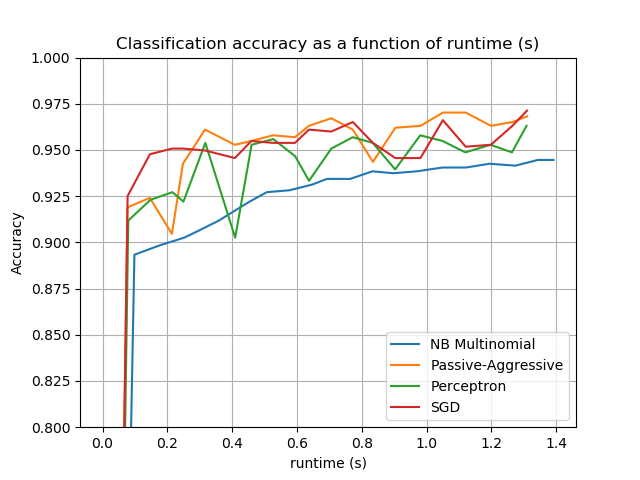 Classification accuracy as a function of runtime (s)
1.000
0.975
0.950
0.925
0.900
0.875
0.850
0.825
0.800
Accuracy
NB Multinomial
Passive-Aggressive
Perceptron
SGD
0.0 0.2 0.4 0.6 0.8 1.0 1.2 1.4
runtime (s)